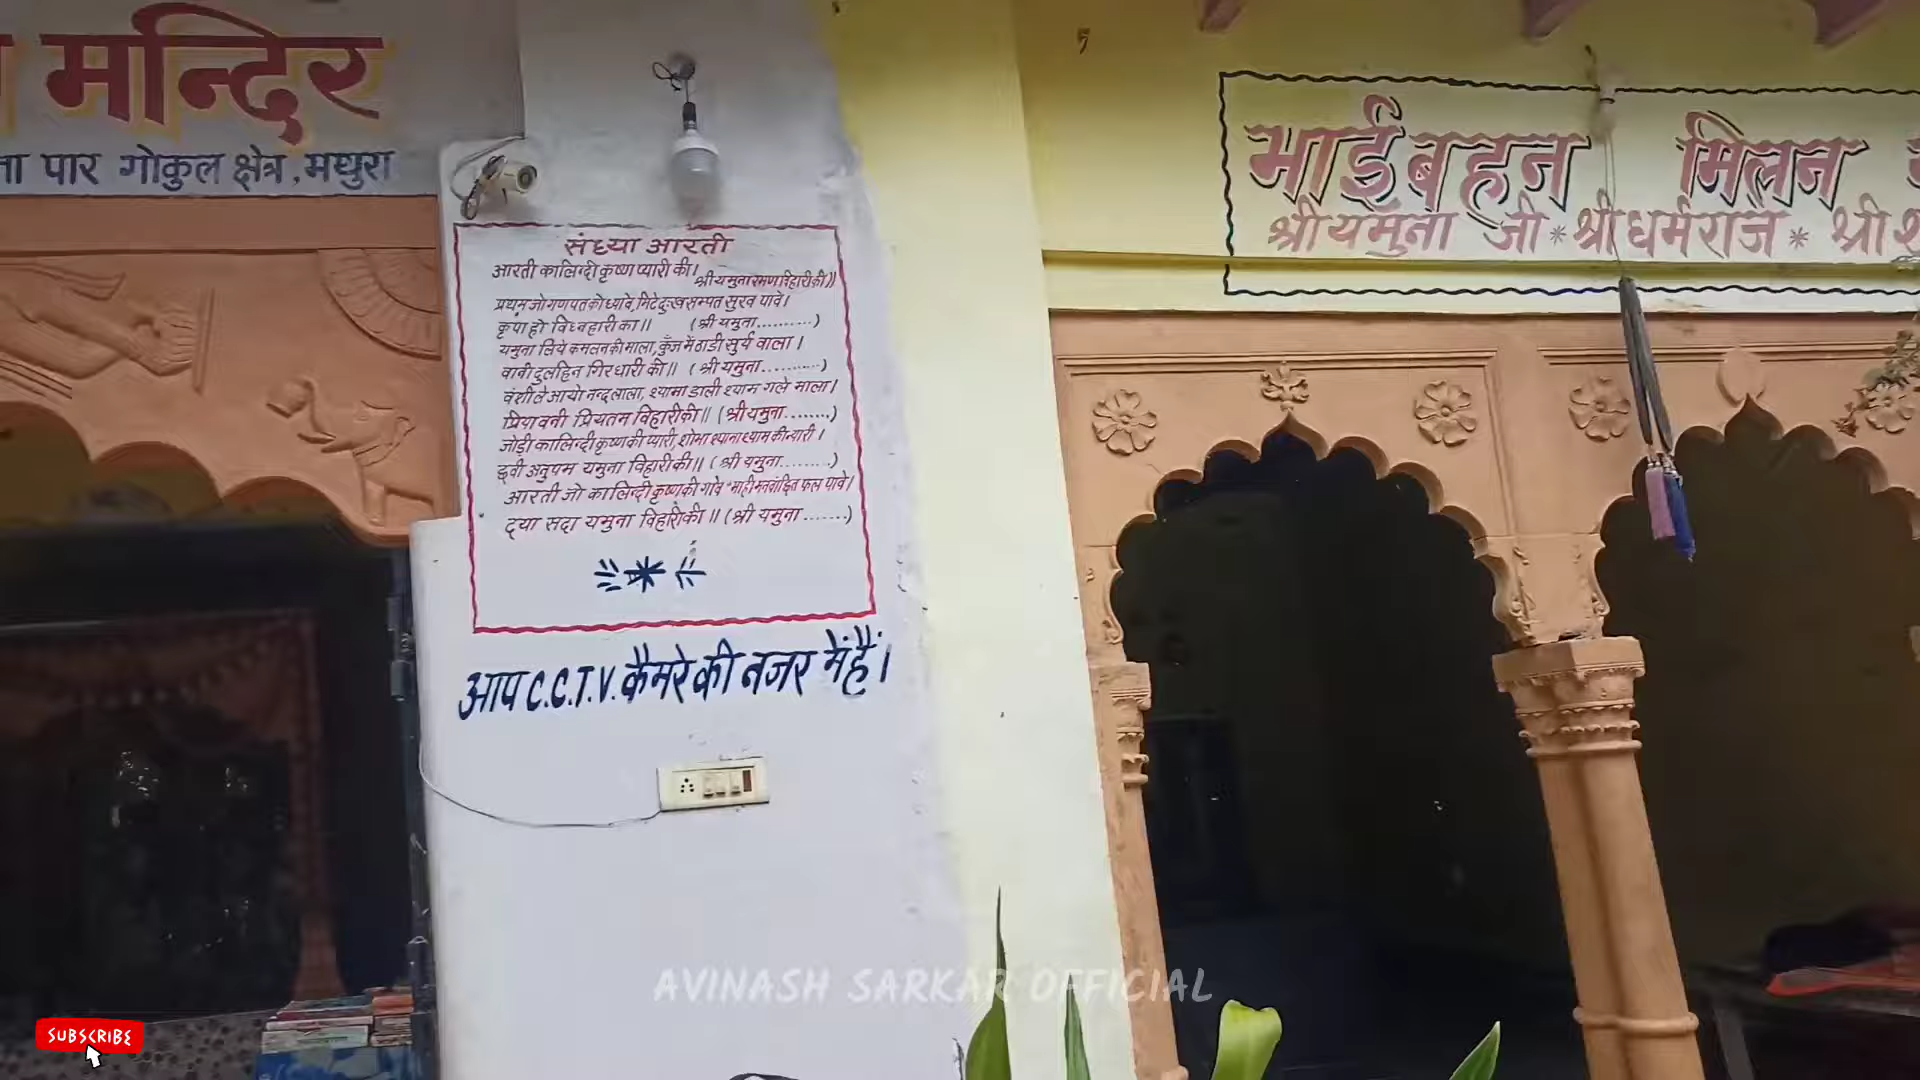 मन्दिर
पार गोकुल क्षेत्र, मथुरा
संध्या आरती
आरती कालिन्दी कृष्ण प्यारी की।
श्री यमुना रमण विहारी की॥
प्रथम जो गणपत को ध्यावे, मिटे दुःख सम्पत सुख पावे।
कृपा हो विघ्नहारी का॥ (श्री यमुना..........)
यमुना लिये कमलन की माला, कुँज में ठाडी सुर्य वाला।
वानी दुलहिन गिरधारी की॥ (श्री यमुना..........)
वंशी ले आयो नन्दलाला, श्यामा डाली श्याम गले माला।
प्रिया वनी प्रियतम विहारी की॥ (श्री यमुना.......)
जोड़ी कालिन्दी कृष्ण की प्यारी, शोभा श्यामा श्याम की न्यारी।
छवी अनुपम यमुना विहारी की॥ (श्री यमुना........)
आरती जो कालिन्दी कृष्ण की गावे मनवांछित फल पावे।
दया सदा यमुना विहारी की॥ (श्री यमुना.......)
आप C.C.T.V. कैमरे की नजर में हैं।
भाई बहन मिलन
श्री यमुना जी * श्री धर्मराज * श्री
AVINASH SARKAR OFFICIAL
SUBSCRIBE